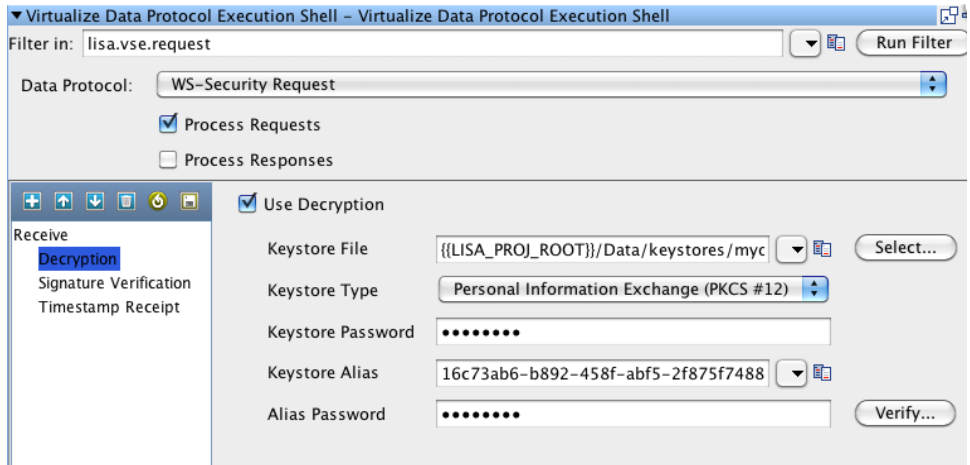 Virtualize Data Protocol Execution Shell – Virtualize Data Protocol Execution Shell
Filter in: lisa.vse.request Run Filter
Data Protocol: WS–Security Request
Process Requests
Process Responses
Use Decryption
Receive
Decryption
Signature Verification
Timestamp Receipt
Keystore File {{LISA_PROJ_ROOT}}/Data/keystores/myc Select...
Keystore Type Personal Information Exchange (PKCS #12)
Keystore Password ••••••••
Keystore Alias 16c73ab6–b892–458f–abf5–2f875f7488
Alias Password •••••••• Verify...